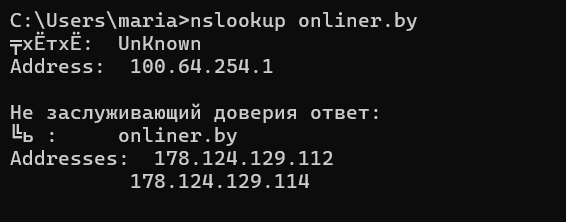 C:\Users\maria>nslookup onliner.by
╤хЁтхЁ:  UnKnown
Address:  100.64.254.1
Не заслуживающий доверия ответ:
╚ь :     onliner.by
Addresses:  178.124.129.112
178.124.129.114